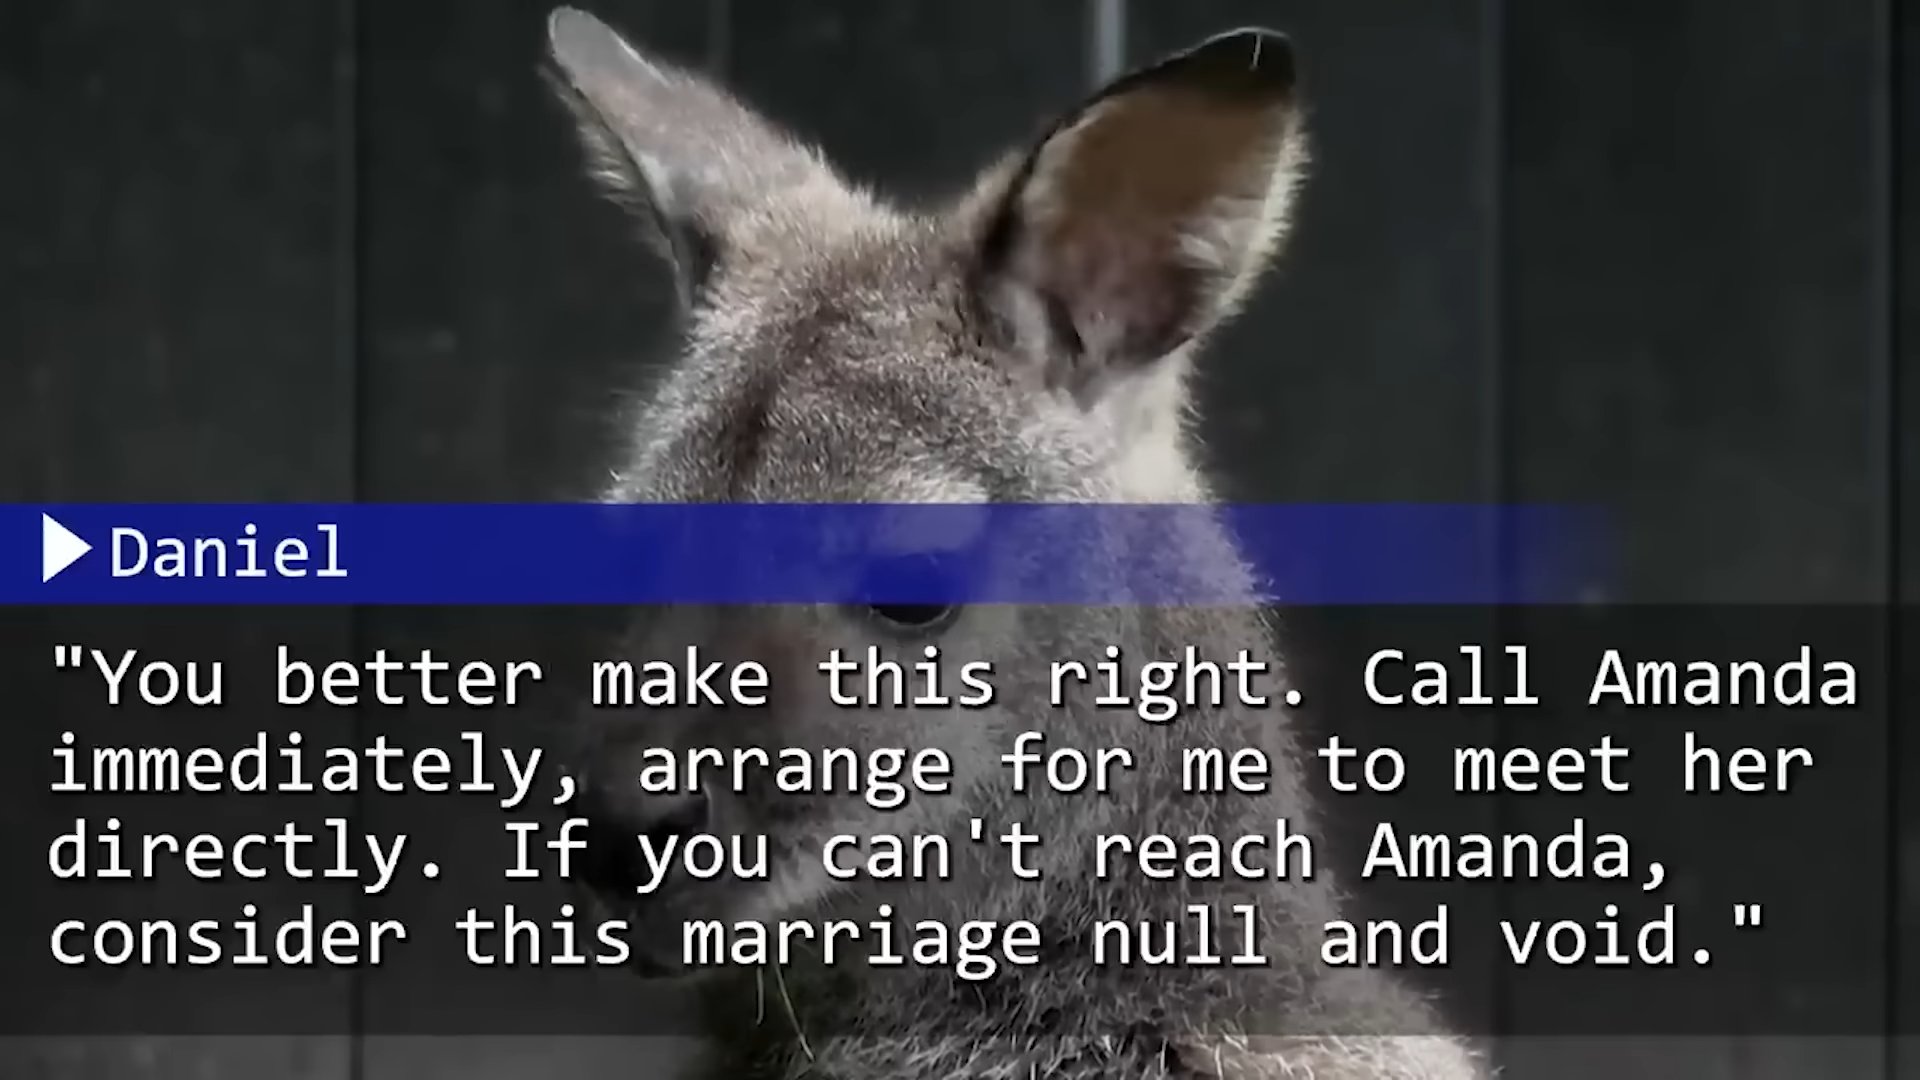 Daniel
"You better make this right. Call Amanda
immediately, arrange for me to meet her
directly. If you can't reach Amanda,
consider this marriage null and void."